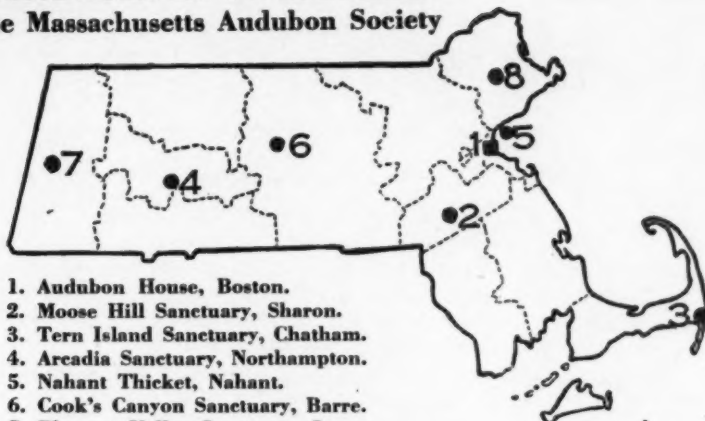 e Massachusetts Audubon Society
8
5
1
6
7
4
2
3
1. Audubon House, Boston.
2. Moose Hill Sanctuary, Sharon.
3. Tern Island Sanctuary, Chatham.
4. Arcadia Sanctuary, Northampton.
5. Nahant Thicket, Nahant.
6. Cook's Canyon Sanctuary, Barre.